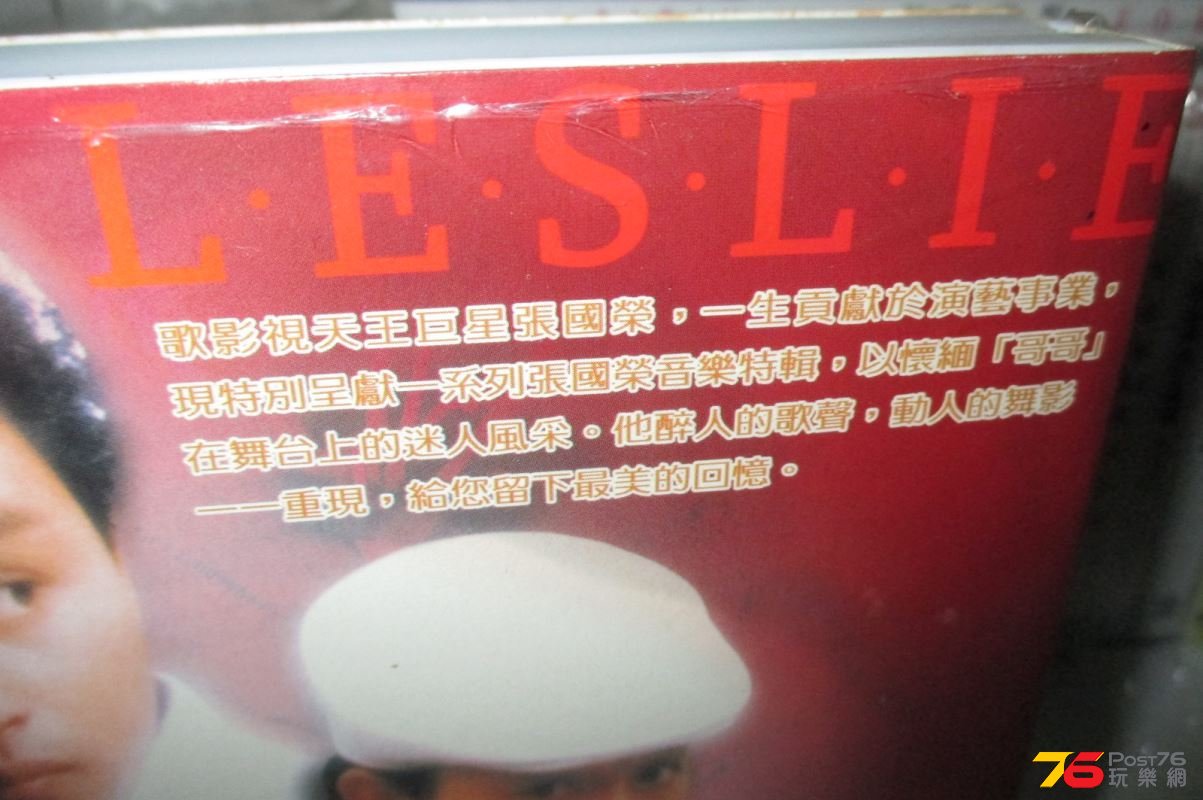 L·E·S·L·I·E
歌影視天王巨星張國榮，一生貢獻於演藝事業，
現特別呈獻一系列張國榮音樂特輯，以懷緬「哥哥」
在舞台上的迷人風采。他醉人的歌聲，動人的舞影
一一重現，給您留下最美的回憶。
76 POST76
玩樂網